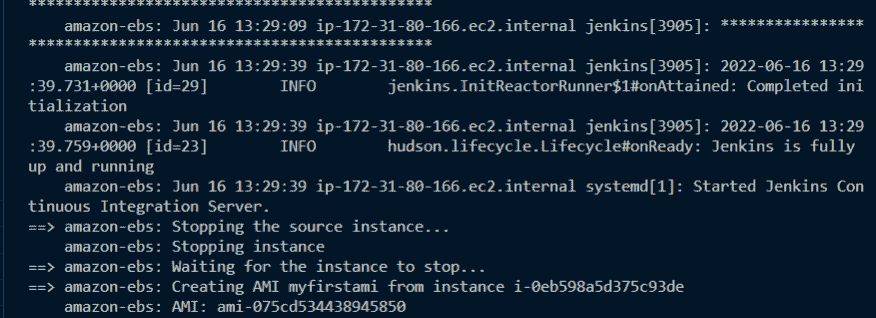 *********************************************
amazon-ebs: Jun 16 13:29:09 ip-172-31-80-166.ec2.internal jenkins[3905]: ****************
*********************************************
amazon-ebs: Jun 16 13:29:39 ip-172-31-80-166.ec2.internal jenkins[3905]: 2022-06-16 13:29
:39.731+0000 [id=29] INFO jenkins.InitReactorRunner$1#onAttained: Completed ini
tialization
amazon-ebs: Jun 16 13:29:39 ip-172-31-80-166.ec2.internal jenkins[3905]: 2022-06-16 13:29
:39.759+0000 [id=23] INFO hudson.lifecycle.Lifecycle#onReady: Jenkins is fully
up and running
amazon-ebs: Jun 16 13:29:39 ip-172-31-80-166.ec2.internal systemd[1]: Started Jenkins Con
tinuous Integration Server.
==> amazon-ebs: Stopping the source instance...
amazon-ebs: Stopping instance
==> amazon-ebs: Waiting for the instance to stop...
==> amazon-ebs: Creating AMI myfirstami from instance i-0eb598a5d375c93de
amazon-ebs: AMI: ami-075cd534438945850